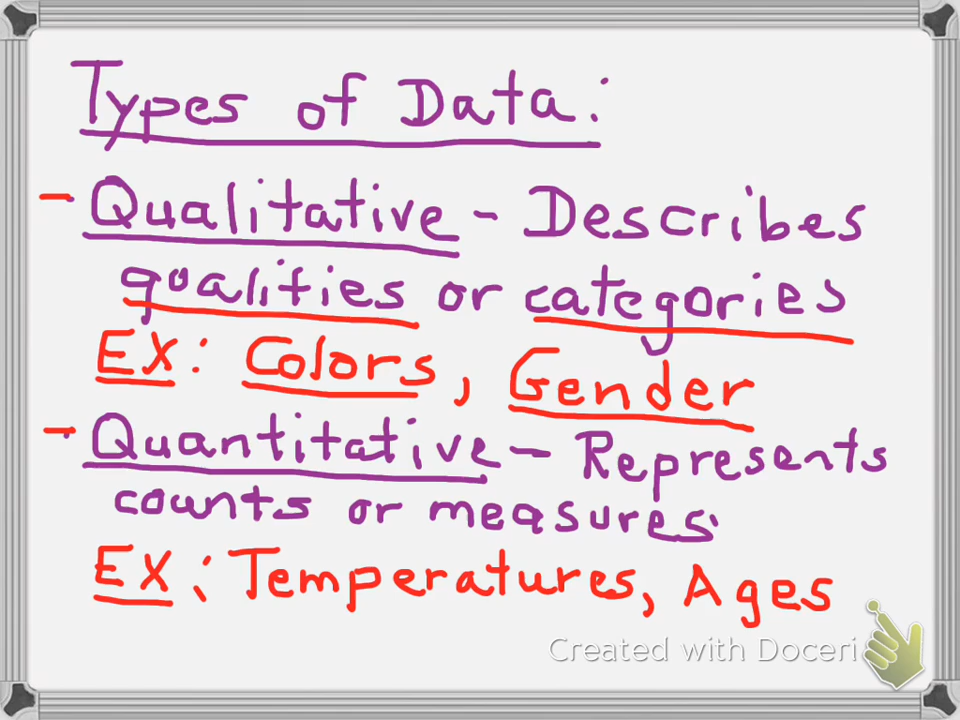 Types of Data:
- Qualitative - Describes
qualities or categories
EX: Colors, Gender
- Quantitative - Represents
counts or measures
EX: Temperatures, Ages
Created with Doceri